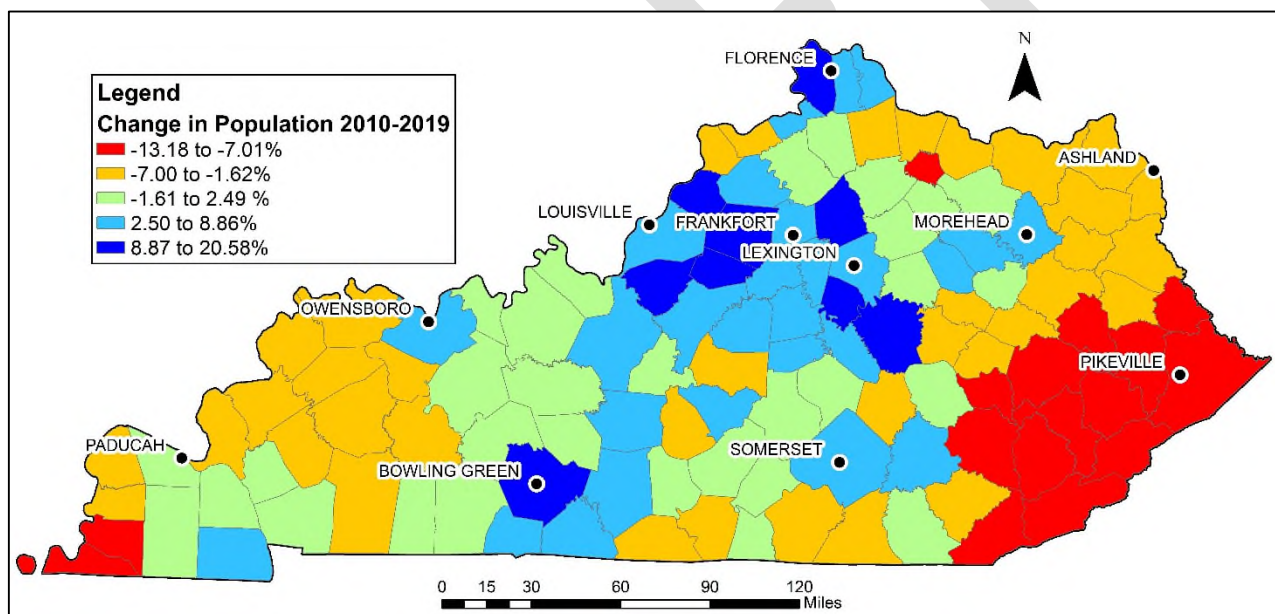 Legend
Change in Population 2010-2019
-13.18 to -7.01%
-7.00 to -1.62%
-1.61 to 2.49 %
2.50 to 8.86%
8.87 to 20.58%
N
FLORENCE
ASHLAND
LOUISVILLE
FRANKFORT
MOREHEAD
LEXINGTON
OWENSBORO
PIKEVILLE
PADUCAH
SOMERSET
BOWLING GREEN
0 15 30 60 90 120
Miles